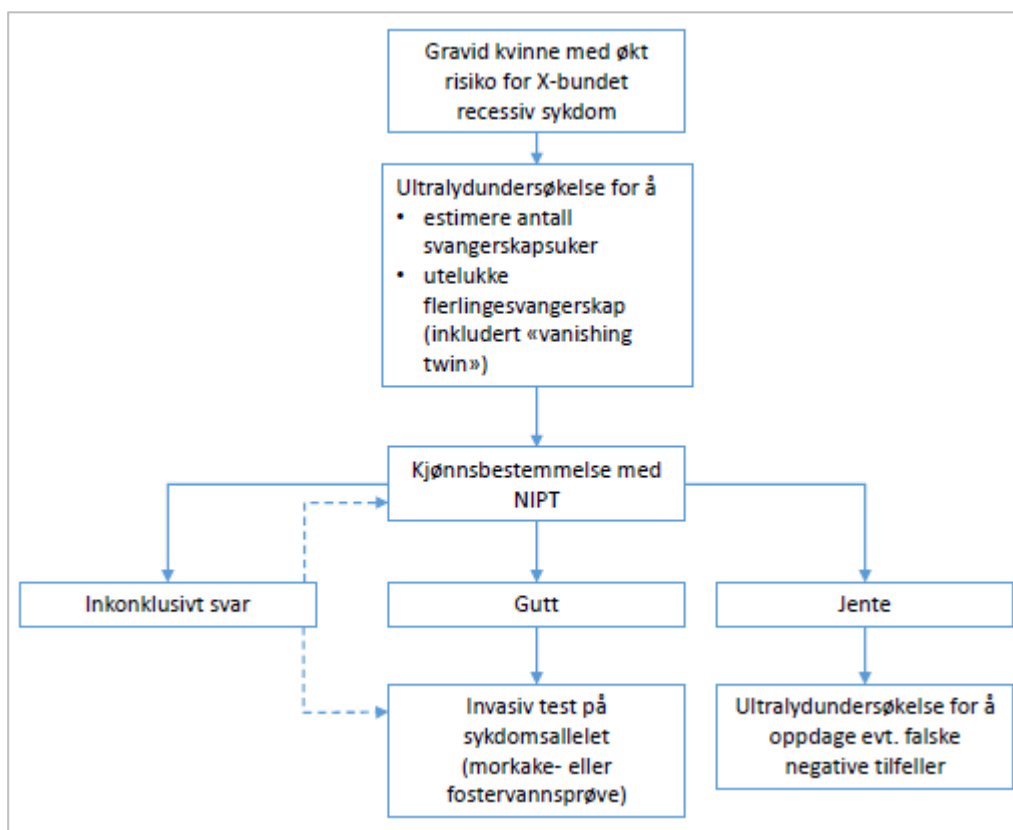 Gravid kvinne med økt
risiko for X-bundet
recessiv sykdom
Ultralydundersøkelse for å
• estimere antall
svangerskapsuker
• utelukke
flerlingesvangerskap
(inkludert «vanishing
twin»)
Kjønnsbestemmelse med
NIPT
Inkonklusivt svar
Gutt
Jente
Invasiv test på
sykdomsallelet
(morkake- eller
fostervannsprøve)
Ultralydundersøkelse for å
oppdage evt. falske
negative tilfeller